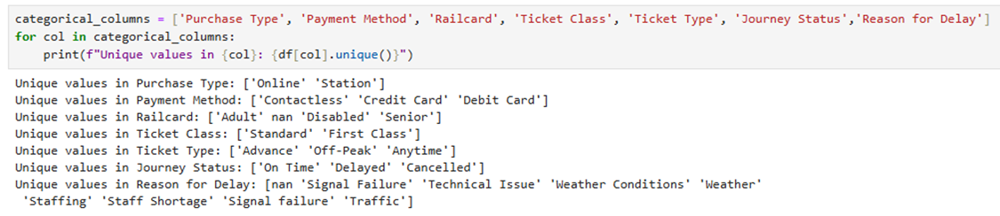 categorical_columns = ['Purchase Type', 'Payment Method', 'Railcard', 'Ticket Class', 'Ticket Type', 'Journey Status','Reason for Delay']
for col in categorical_columns:
    print(f"Unique values in {col}: {df[col].unique()}")
Unique values in Purchase Type: ['Online' 'Station']
Unique values in Payment Method: ['Contactless' 'Credit Card' 'Debit Card']
Unique values in Railcard: ['Adult' nan 'Disabled' 'Senior']
Unique values in Ticket Class: ['Standard' 'First Class']
Unique values in Ticket Type: ['Advance' 'Off-Peak' 'Anytime']
Unique values in Journey Status: ['On Time' 'Delayed' 'Cancelled']
Unique values in Reason for Delay: [nan 'Signal Failure' 'Technical Issue' 'Weather Conditions' 'Weather'
 'Staffing' 'Staff Shortage' 'Signal failure' 'Traffic']